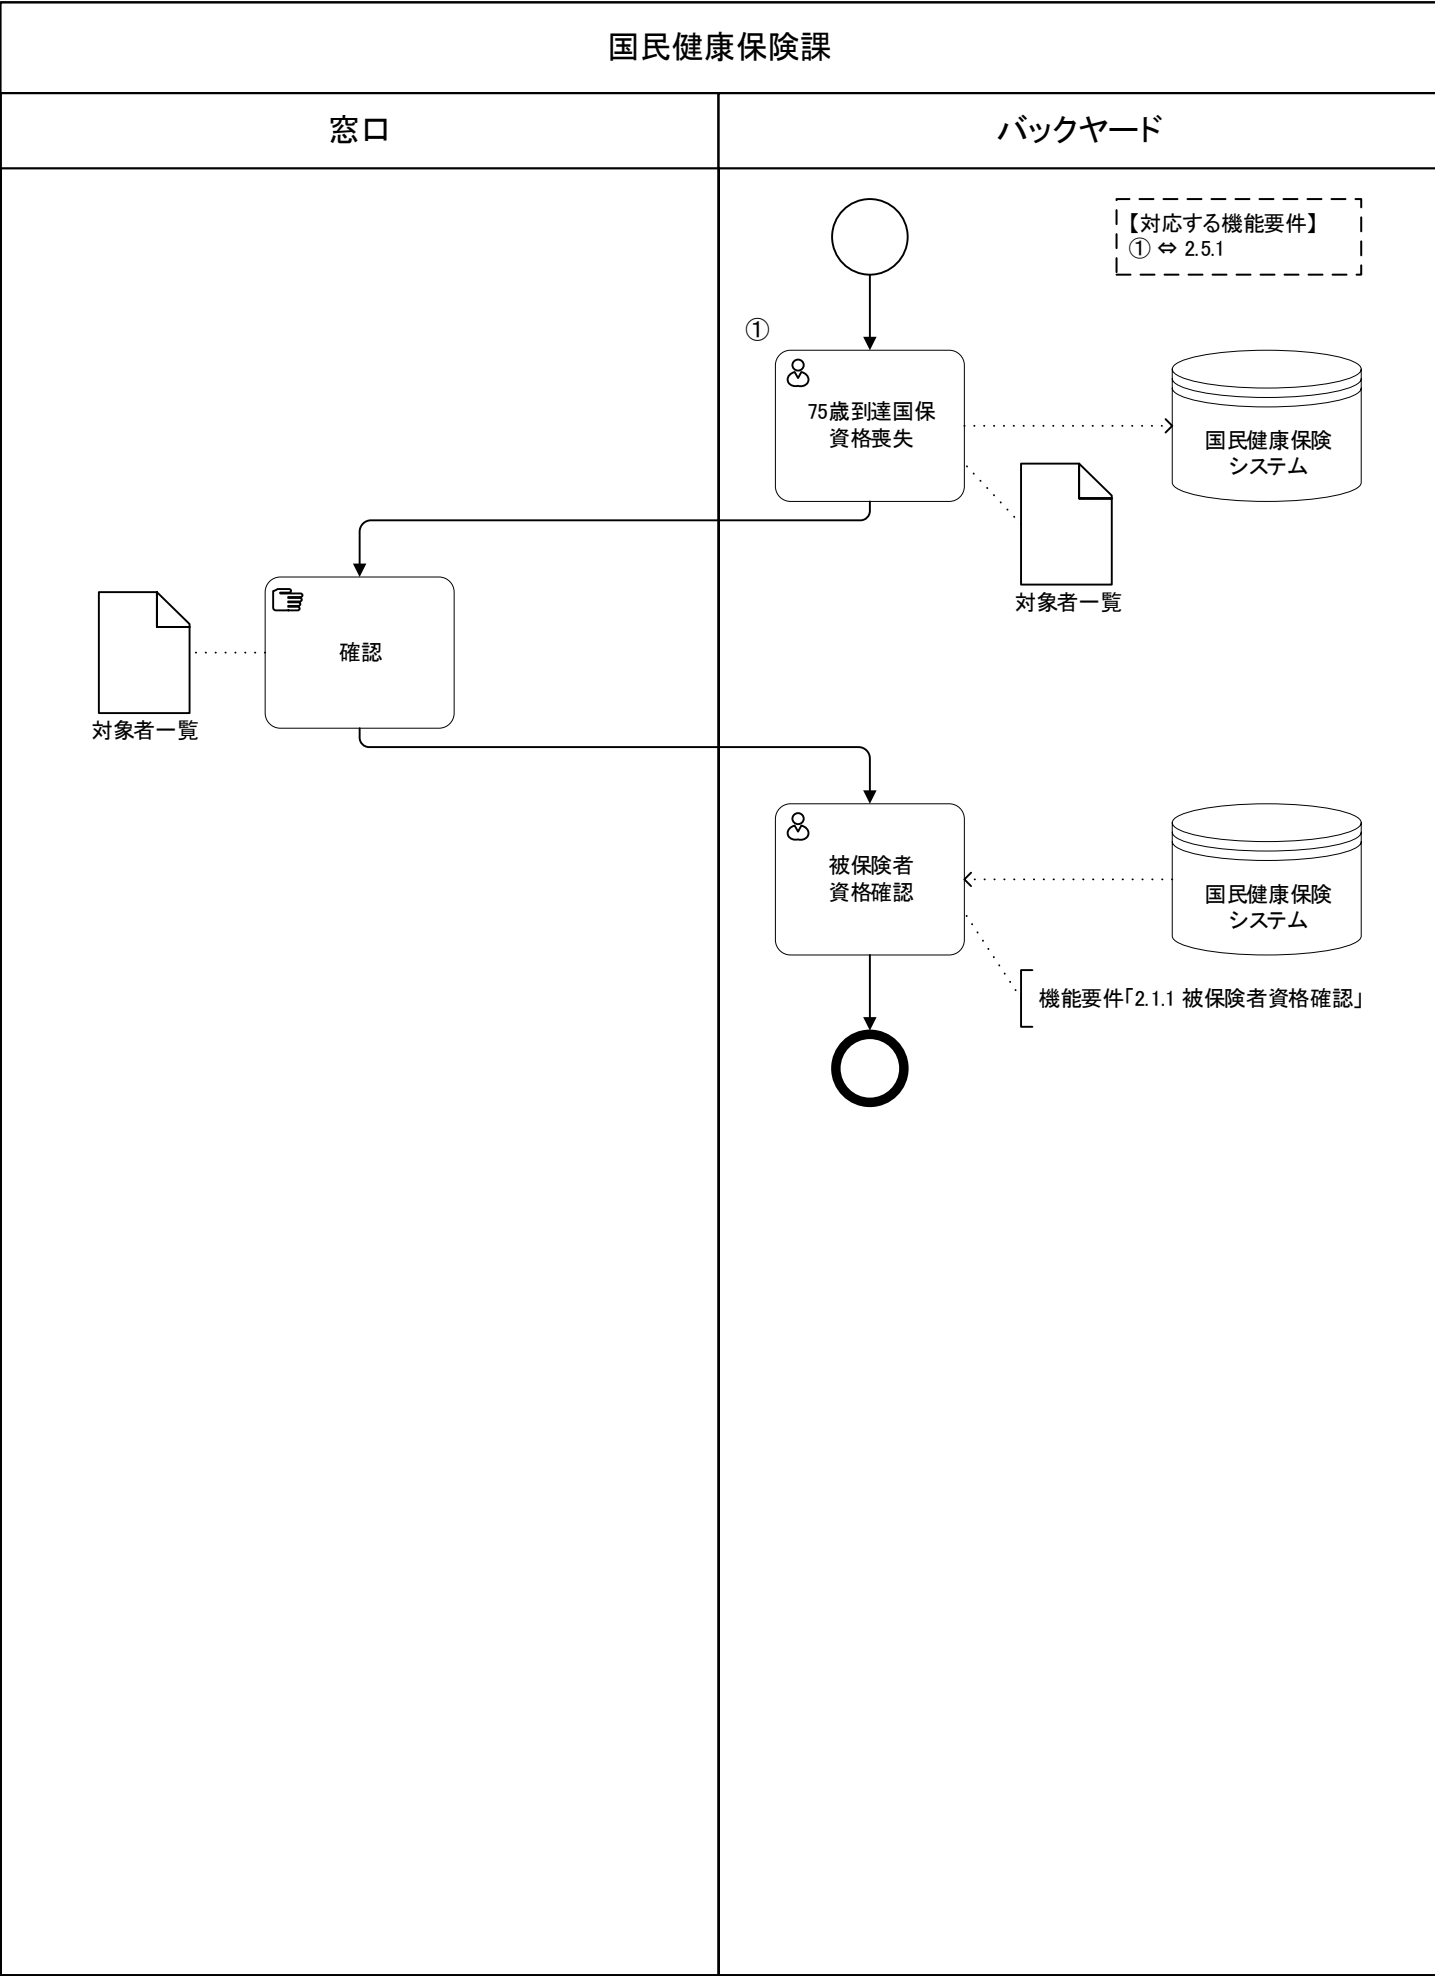 国民健康保険課
窓口
バックヤード
【対応する機能要件】
① ⇔ 2.5.1
①
75歳到達国保
資格喪失
国民健康保険
システム
対象者一覧
確認
対象者一覧
被保険者
資格確認
国民健康保険
システム
機能要件「2.1.1 被保険者資格確認」